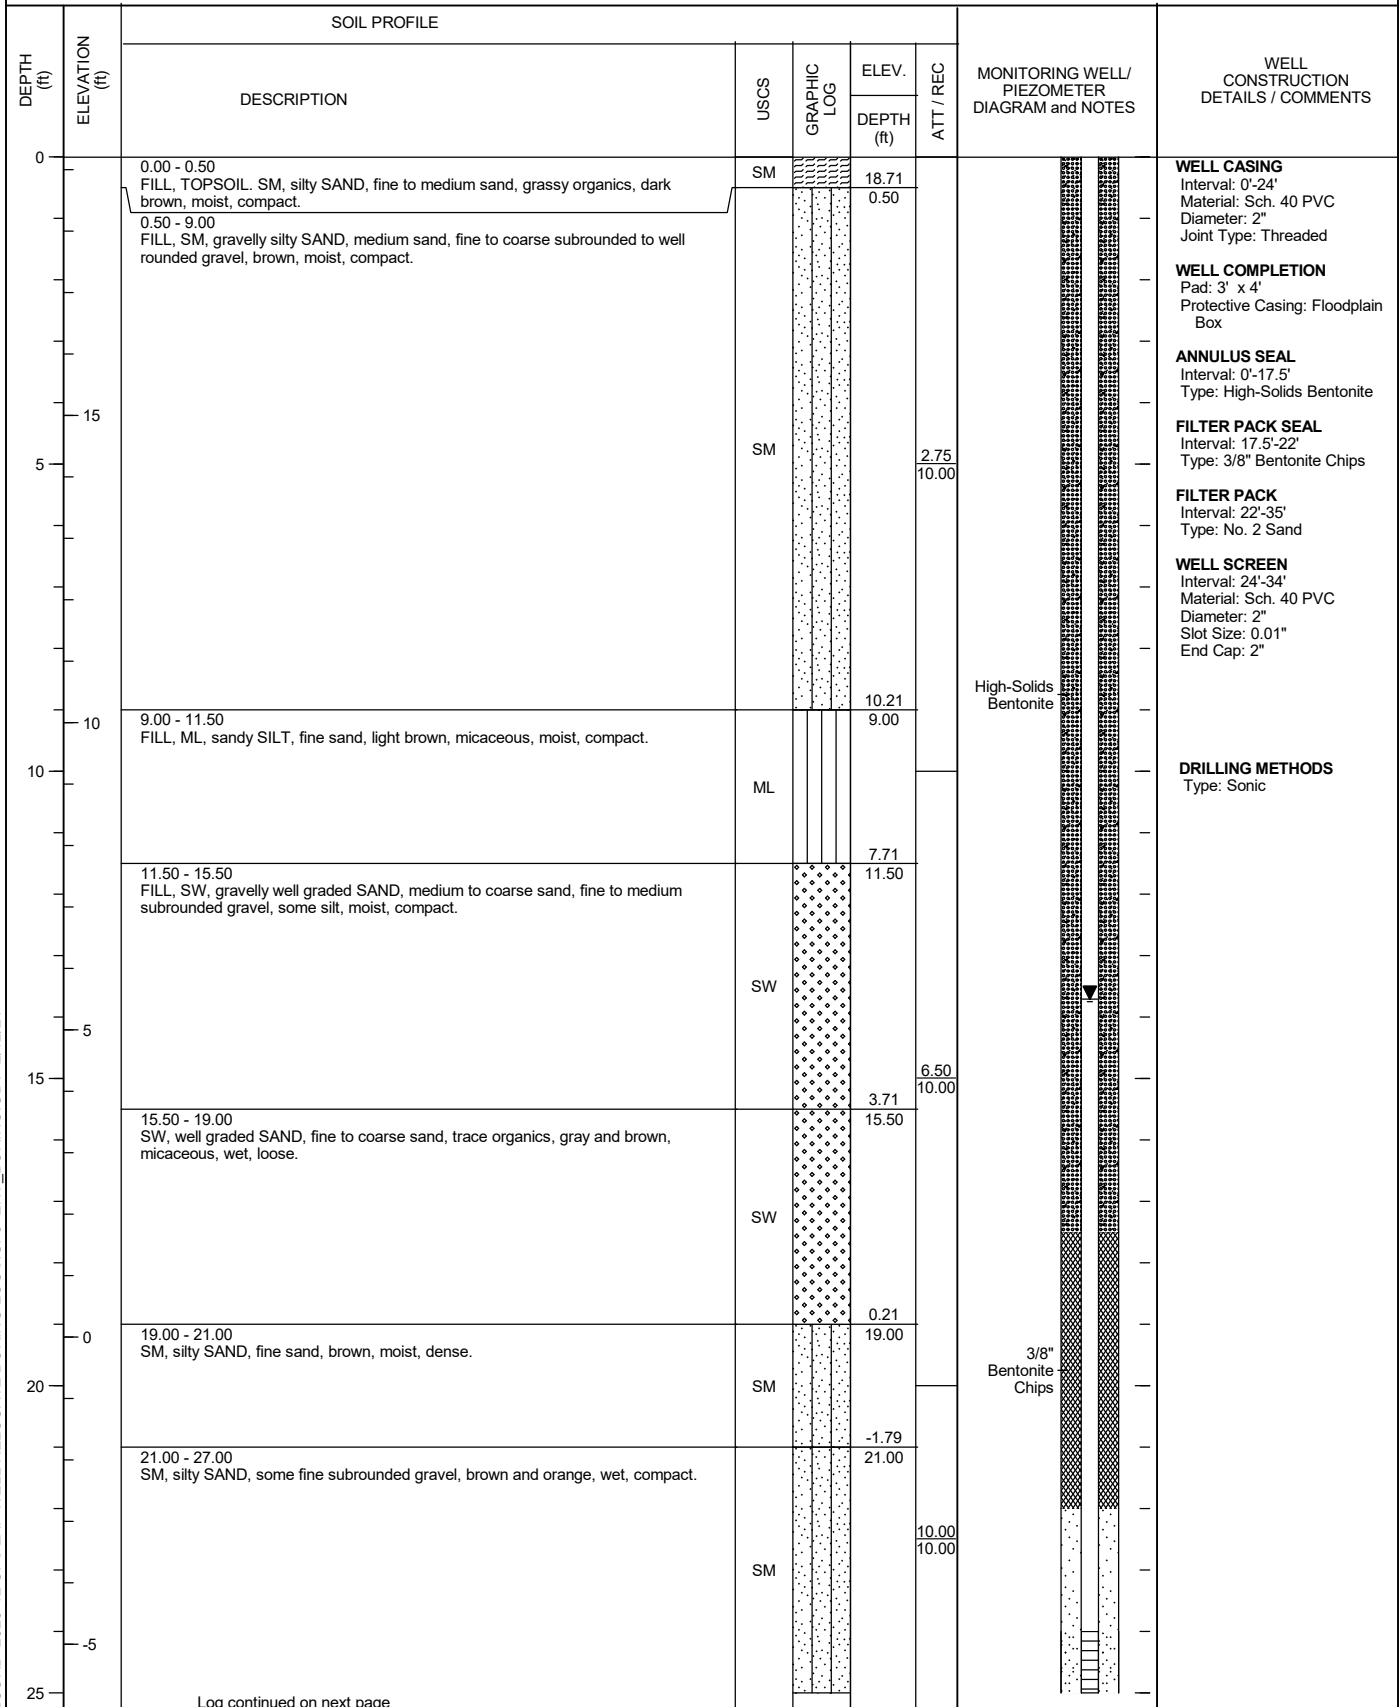 SOIL PROFILE
DEPTH
(ft)
ELEVATION
(ft)
DESCRIPTION
USCS
GRAPHIC
LOG
ELEV.
DEPTH
(ft)
ATT / REC
MONITORING WELL/
PIEZOMETER
DIAGRAM and NOTES
WELL
CONSTRUCTION
DETAILS / COMMENTS
0
0.00 - 0.50
FILL, TOPSOIL. SM, silty SAND, fine to medium sand, grassy organics, dark
brown, moist, compact.
SM
18.71
0.50
0.50 - 9.00
FILL, SM, gravelly silty SAND, medium sand, fine to coarse subrounded to well
rounded gravel, brown, moist, compact.
15
5
SM
2.75
10.00
10.21
9.00
10
9.00 - 11.50
FILL, ML, sandy SILT, fine sand, light brown, micaceous, moist, compact.
10
ML
7.71
11.50
11.50 - 15.50
FILL, SW, gravelly well graded SAND, medium to coarse sand, fine to medium
subrounded gravel, some silt, moist, compact.
SW
5
15
6.50
10.00
3.71
15.50
15.50 - 19.00
SW, well graded SAND, fine to coarse sand, trace organics, gray and brown,
micaceous, wet, loose.
SW
0.21
19.00
0
19.00 - 21.00
SM, silty SAND, fine sand, brown, moist, dense.
20
SM
-1.79
21.00
21.00 - 27.00
SM, silty SAND, some fine subrounded gravel, brown and orange, wet, compact.
10.00
10.00
SM
-5
25
Log continued on next page
High-Solids
Bentonite
3/8"
Bentonite
Chips
WELL CASING
Interval: 0'-24'
Material: Sch. 40 PVC
Diameter: 2"
Joint Type: Threaded
WELL COMPLETION
Pad: 3' x 4'
Protective Casing: Floodplain
Box
ANNULUS SEAL
Interval: 0'-17.5'
Type: High-Solids Bentonite
FILTER PACK SEAL
Interval: 17.5'-22'
Type: 3/8" Bentonite Chips
FILTER PACK
Interval: 22'-35'
Type: No. 2 Sand
WELL SCREEN
Interval: 24'-34'
Material: Sch. 40 PVC
Diameter: 2"
Slot Size: 0.01"
End Cap: 2"
DRILLING METHODS
Type: Sonic